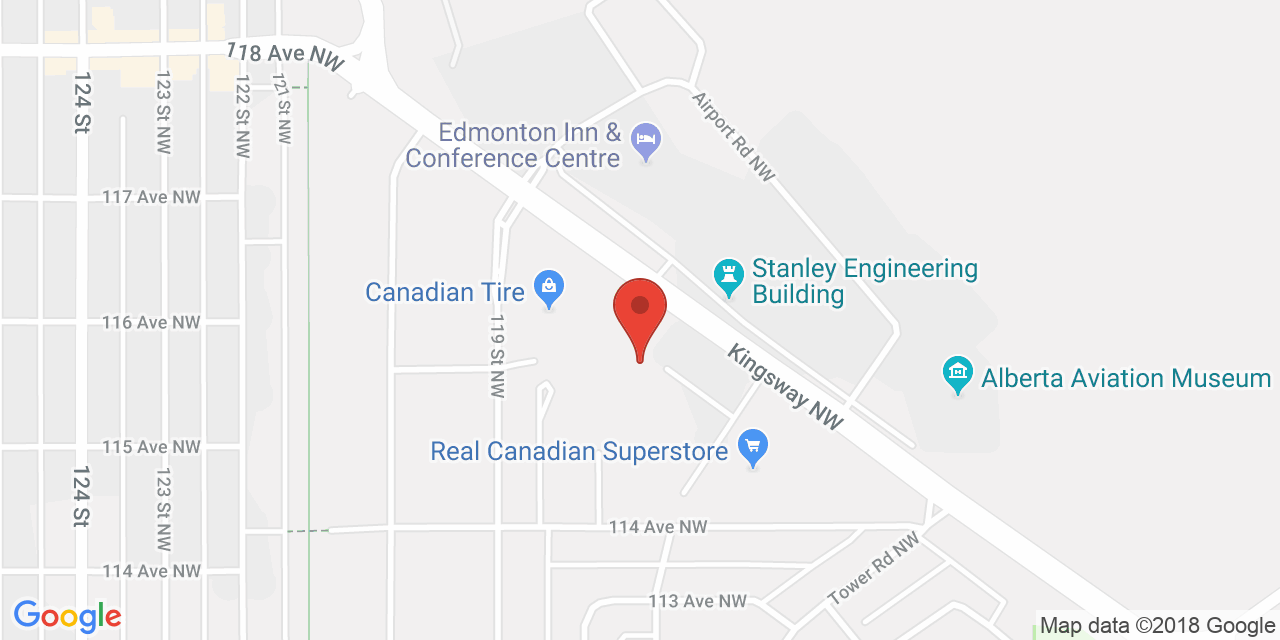 118 Ave NW
124 St
123 St NW
122 St NW
121 St NW
Airport Rd NW
Edmonton Inn &
Conference Centre
117 Ave NW
Stanley Engineering
Building
Canadian Tire
116 Ave NW
119 St NW
Kingsway NW
Alberta Aviation Museum
115 Ave NW
Real Canadian Superstore
124 St
123 St NW
114 Ave NW
Tower Rd NW
114 Ave NW
113 Ave NW
Google
Map data ©2018 Google